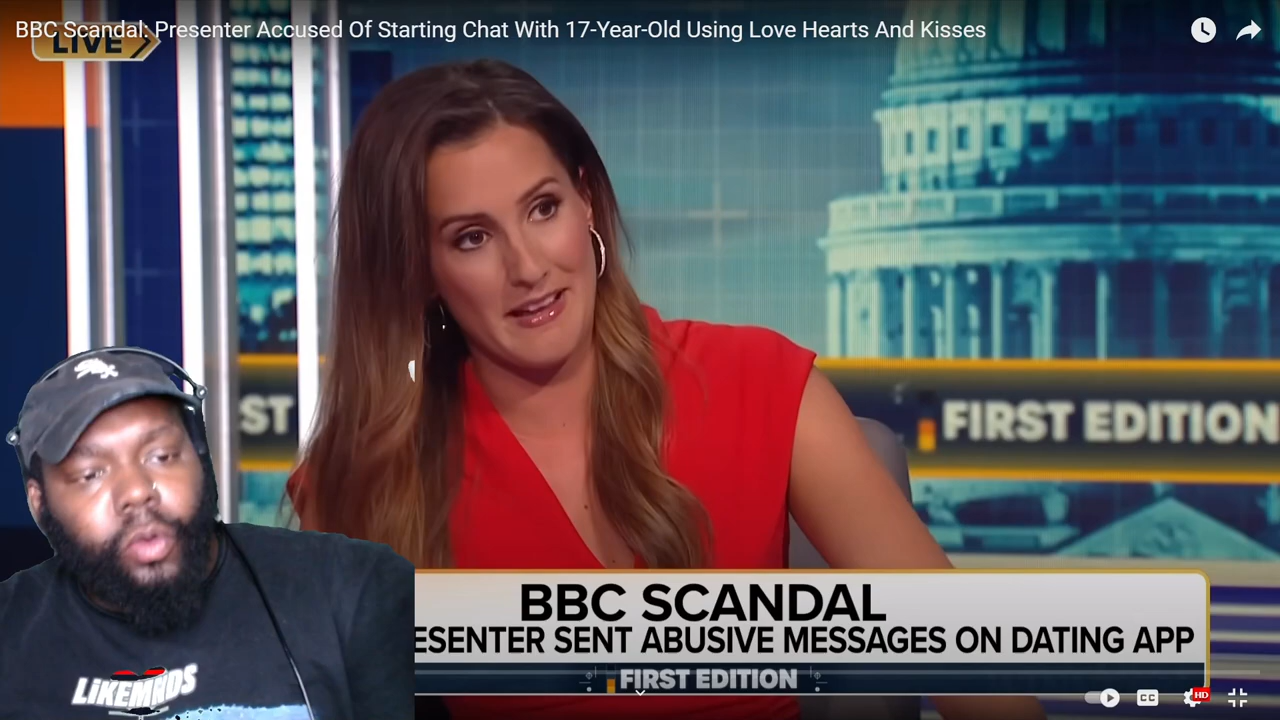 BBC Scandal: Presenter Accused Of Starting Chat With 17-Year-Old Using Love Hearts And Kisses
LIVE
ST
FIRST EDITION
BBC SCANDAL
ESENTER SENT ABUSIVE MESSAGES ON DATING APP
FIRST EDITION
LiKEMNDS
CC
HD